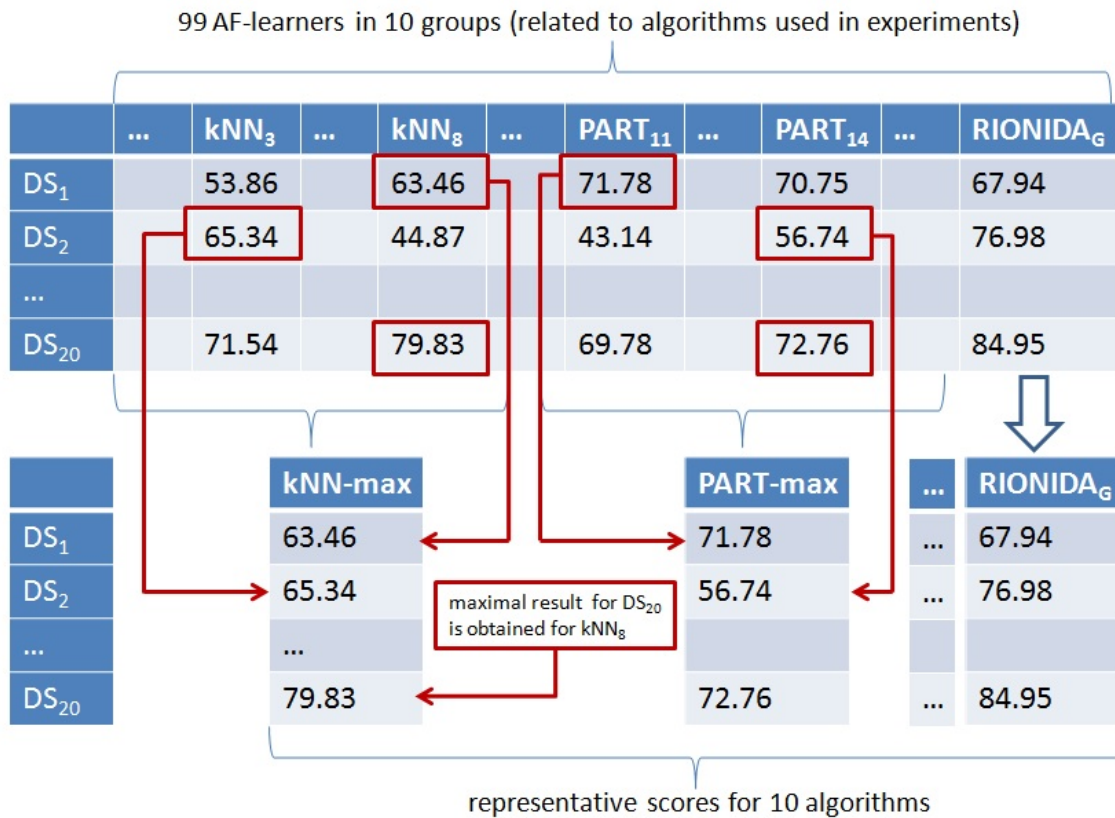 99 AF-learners in 10 groups (related to algorithms used in experiments)
... kNN₃ ... kNN₈ ... PART₁₁ ... PART₁₄ ... RIONIDA_G
DS₁ 53.86 63.46 71.78 70.75 67.94
DS₂ 65.34 44.87 43.14 56.74 76.98
...
DS₂₀ 71.54 79.83 69.78 72.76 84.95
kNN-max PART-max ... RIONIDA_G
DS₁ 63.46 71.78 ... 67.94
DS₂ 65.34 56.74 ... 76.98
maximal result for DS₂₀
is obtained for kNN₈
... ...
DS₂₀ 79.83 72.76 ... 84.95
representative scores for 10 algorithms